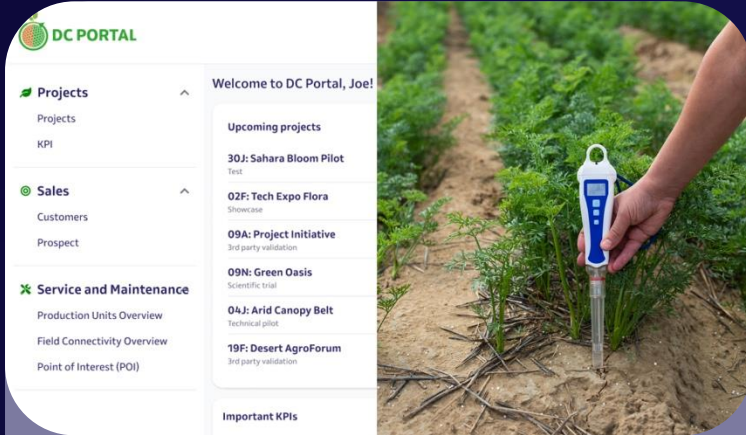 DC PORTAL
Projects
Projects
KPI
Sales
Customers
Prospect
Service and Maintenance
Production Units Overview
Field Connectivity Overview
Point of Interest (POI)
Welcome to DC Portal, Joe!
Upcoming projects
30J: Sahara Bloom Pilot
Test
02F: Tech Expo Flora
Showcase
09A: Project Initiative
3rd party validation
09N: Green Oasis
Scientific trial
04J: Arid Canopy Belt
Technical pilot
19F: Desert AgroForum
3rd party validation
Important KPIs